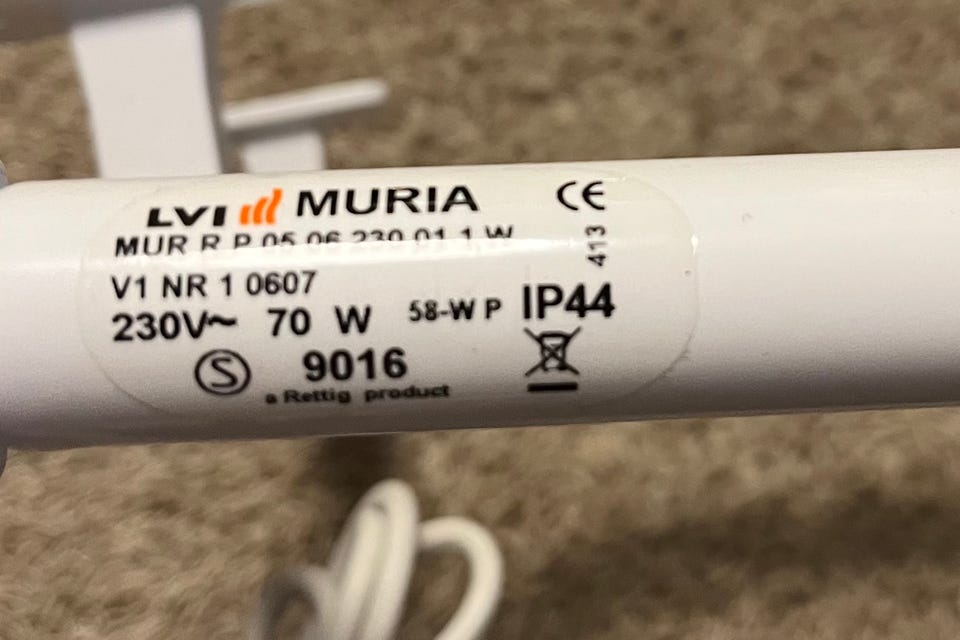 LVI MURIA CE
MUR R P 05 06 230 01 1 W
413
V1 NR 1 0607
230V~ 70 W 58-W P IP44
S 9016
a Rettig product